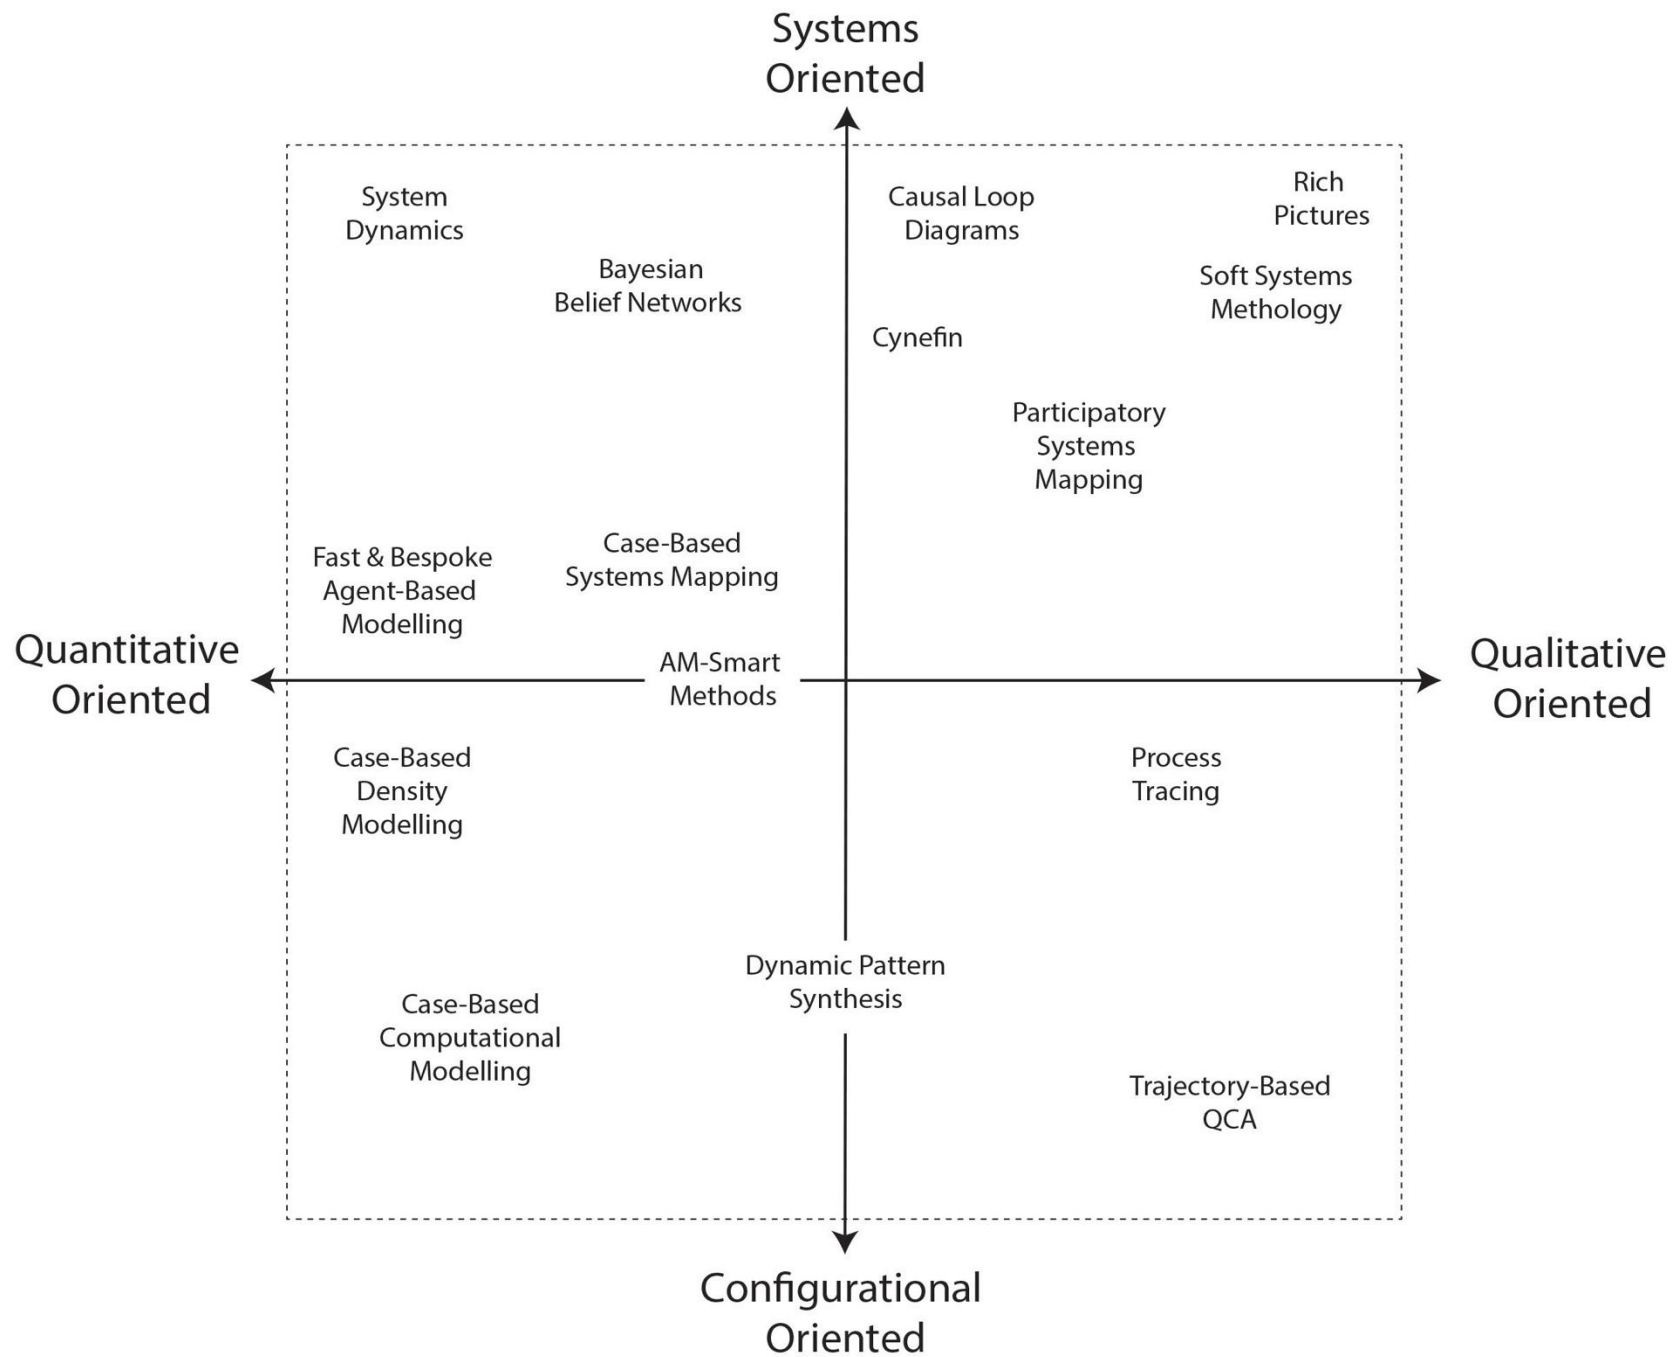 Systems
Oriented
System
Dynamics
Bayesian
Belief Networks
Causal Loop
Diagrams
Rich
Pictures
Soft Systems
Methology
Cynefin
Participatory
Systems
Mapping
Fast & Bespoke
Agent-Based
Modelling
Case-Based
Systems Mapping
Quantitative
Oriented
AM-Smart
Methods
Qualitative
Oriented
Case-Based
Density
Modelling
Process
Tracing
Dynamic Pattern
Synthesis
Case-Based
Computational
Modelling
Trajectory-Based
QCA
Configurational
Oriented